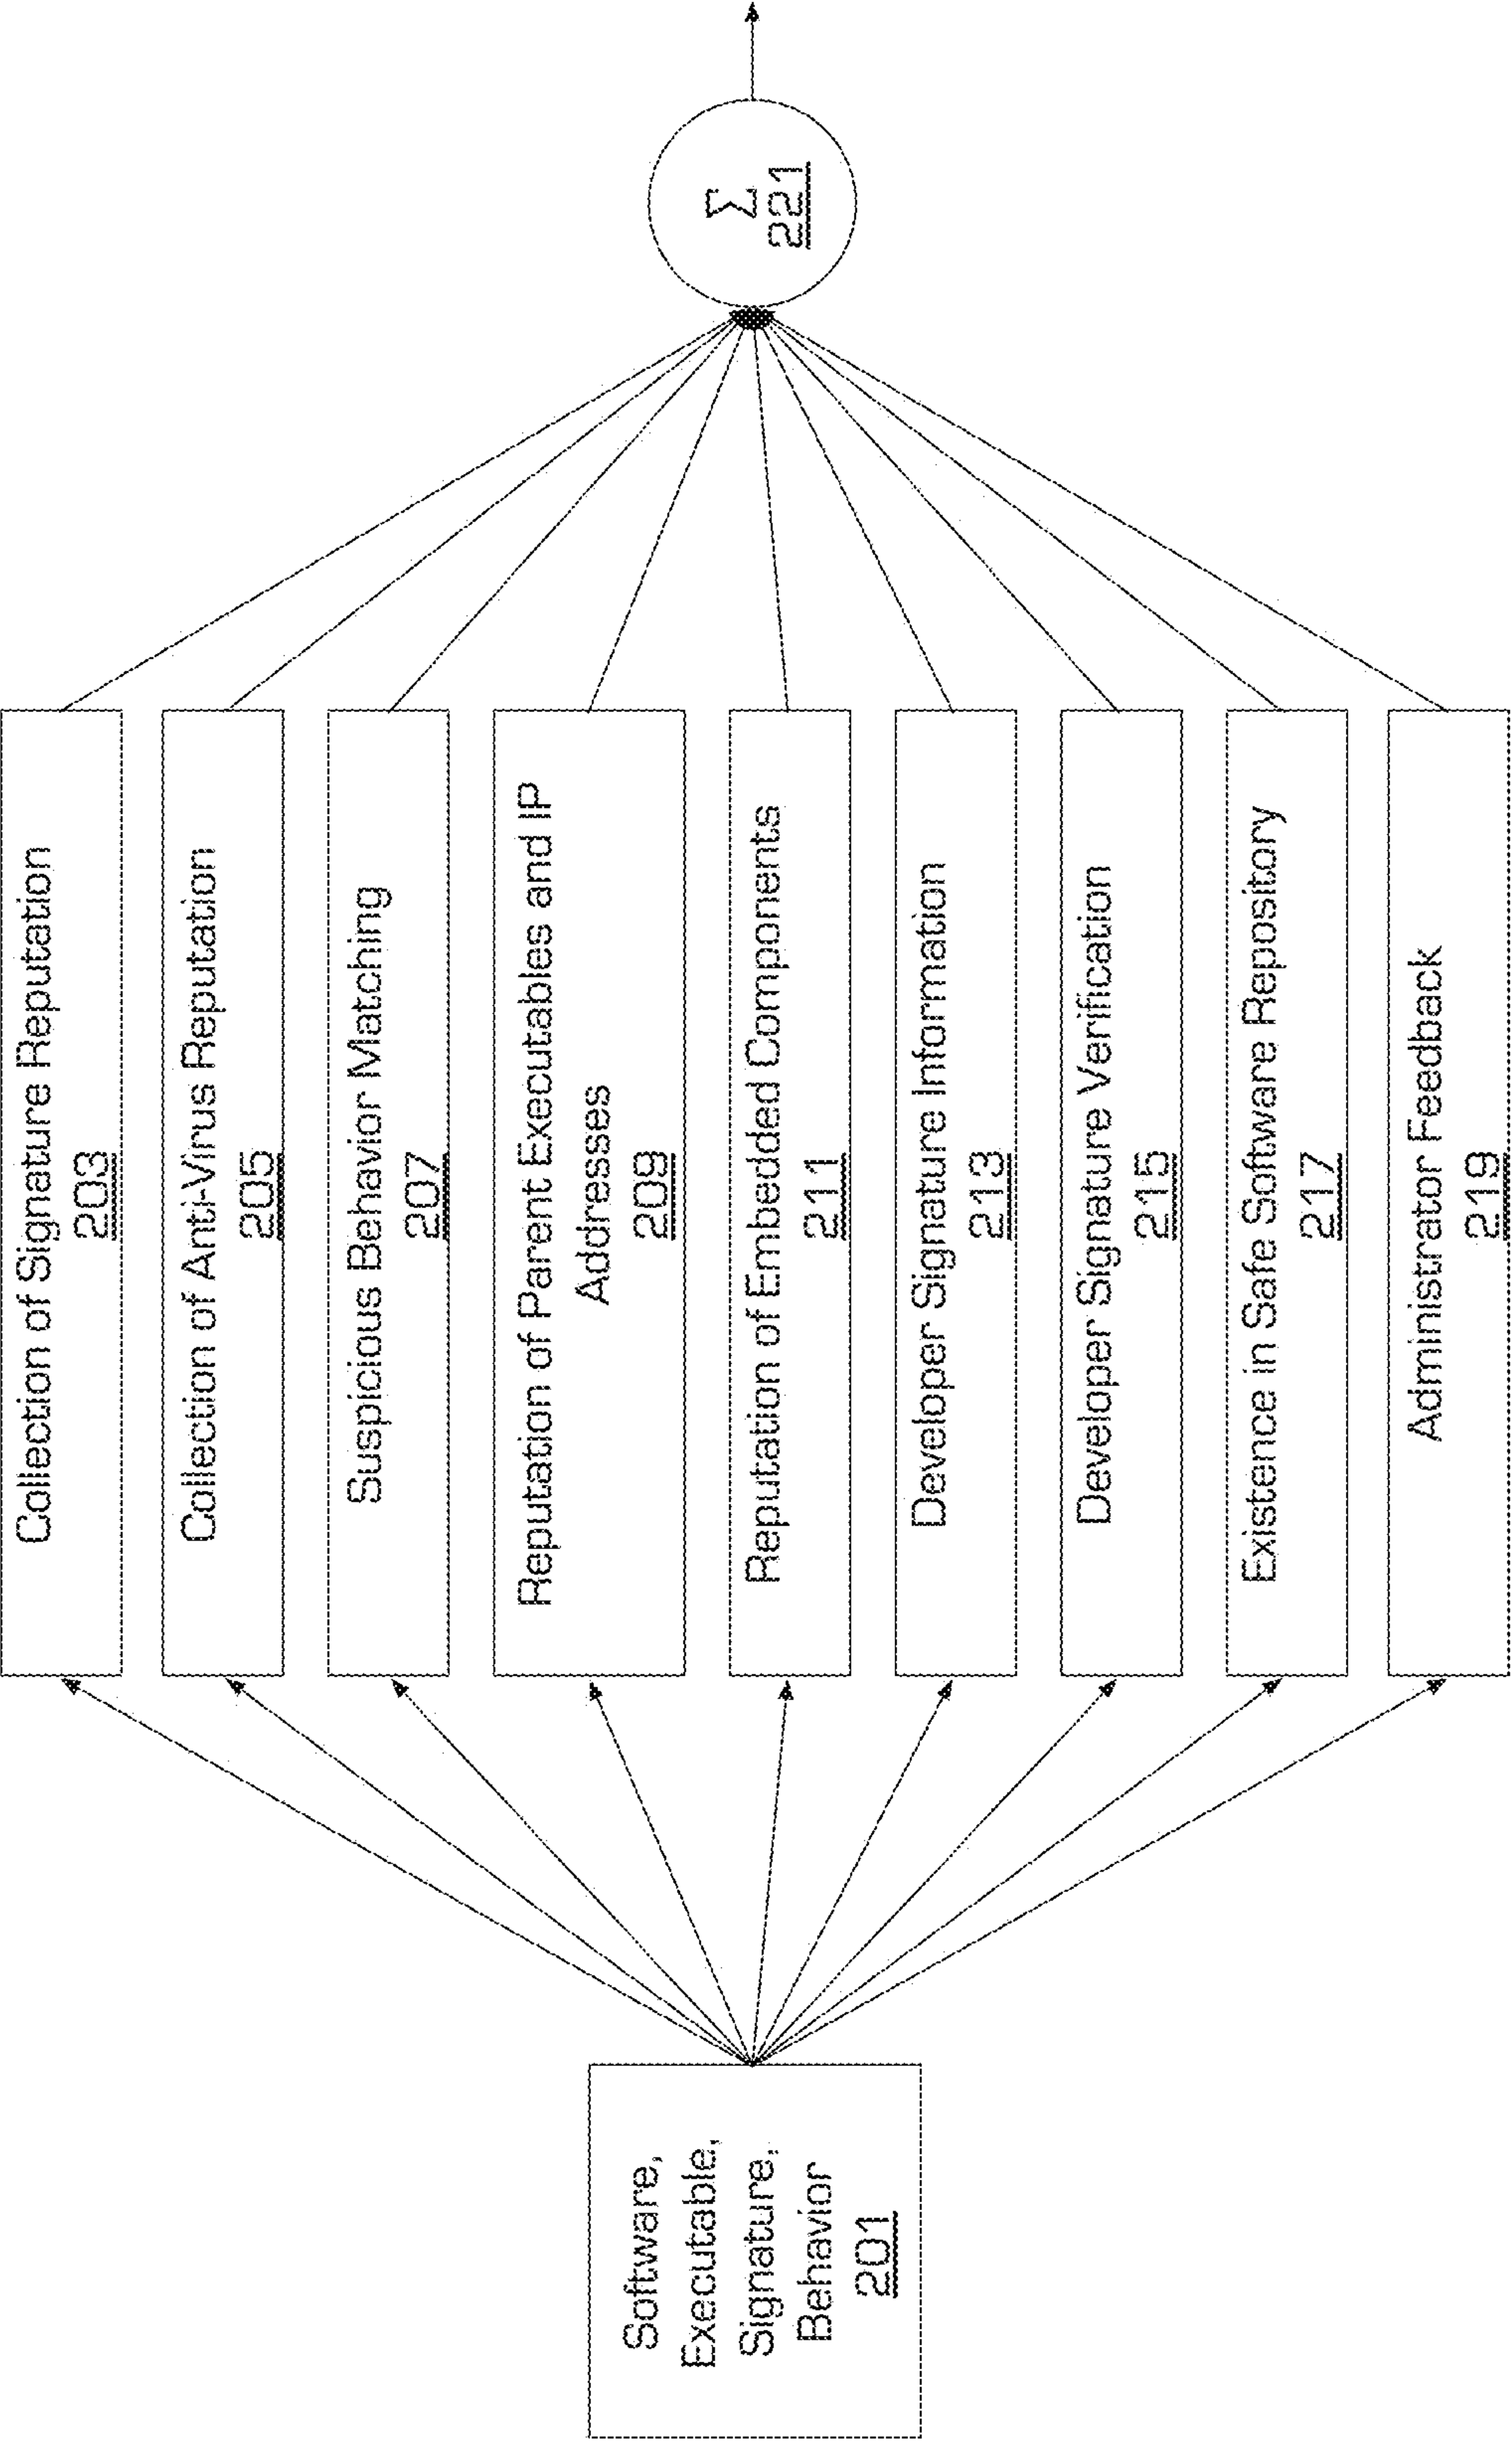 Software,
Executable,
Signature,
Behavior
201
Collection of Signature Reputation
203
Collection of Anti-Virus Reputation
205
Suspicious Behavior Matching
207
Reputation of Parent Executables and IP
Addresses
209
Reputation of Embedded Components
211
Developer Signature Information
213
Developer Signature Verification
215
Existence in Safe Software Repository
217
Administrator Feedback
219
Σ
221